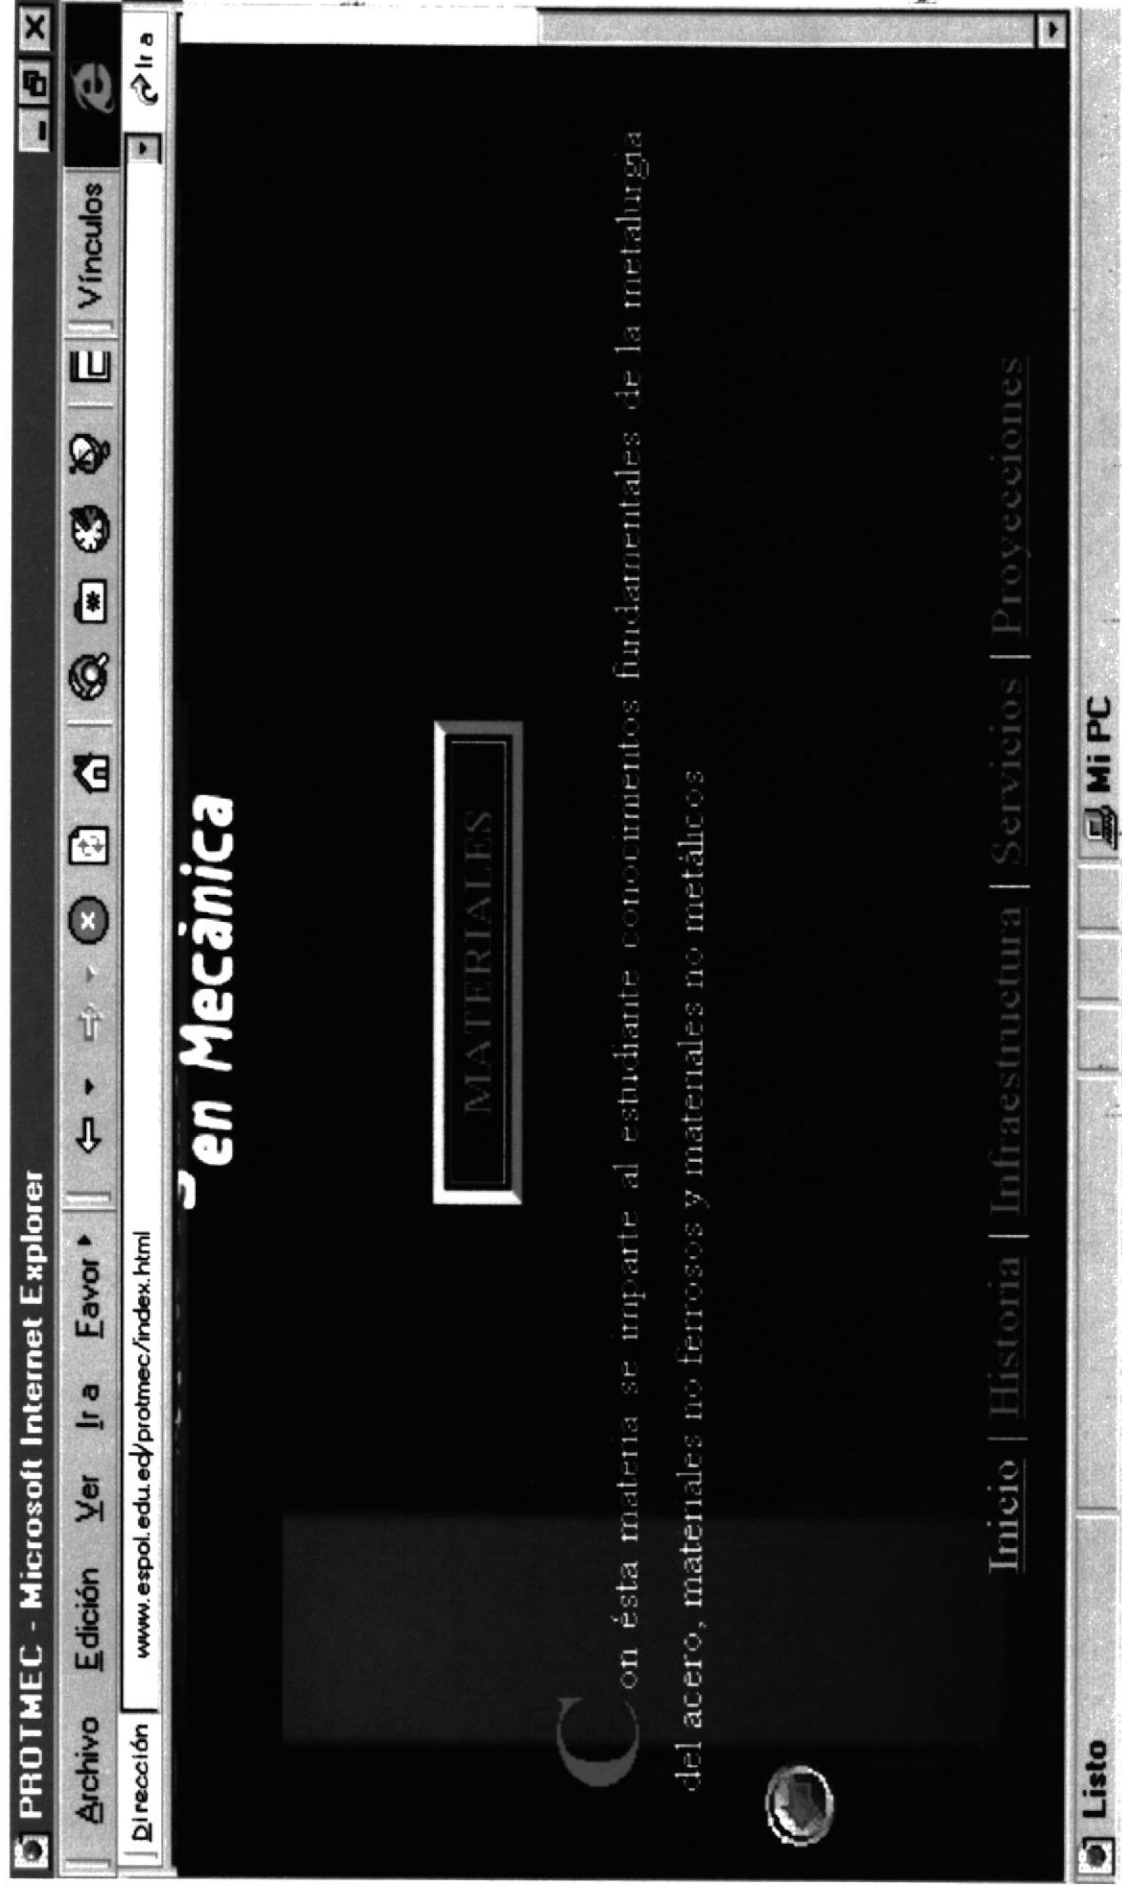 PROTMEC - Microsoft Internet Explorer
Archivo Edición Ver Ir a Favor Vínculos
Dirección www.espol.edu.ec/protmec/index.html Ir a
en Mecánica
MATERIALES
Con ésta materia se imparte al estudiante conocimientos fundamentales de la metalurgia
del acero, materiales no ferrosos y materiales no metálicos
Inicio | Historia | Infraestructura | Servicios | Proyecciones
Listo Mi PC